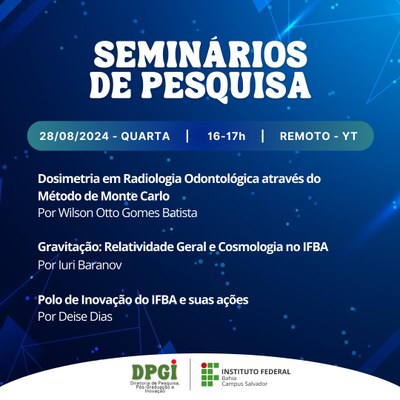 SEMINÁRIOS
DE PESQUISA
28/08/2024 - QUARTA | 16-17h | REMOTO - YT
Dosimetria em Radiologia Odontológica através do
Método de Monte Carlo
Por Wilson Otto Gomes Batista
Gravitação: Relatividade Geral e Cosmologia no IFBA
Por Iuri Baranov
Polo de Inovação do IFBA e suas ações
Por Deise Dias
DPGI
Diretoria de Pesquisa,
Pós-Graduação e
Inovação
INSTITUTO FEDERAL
Bahia
Campus Salvador